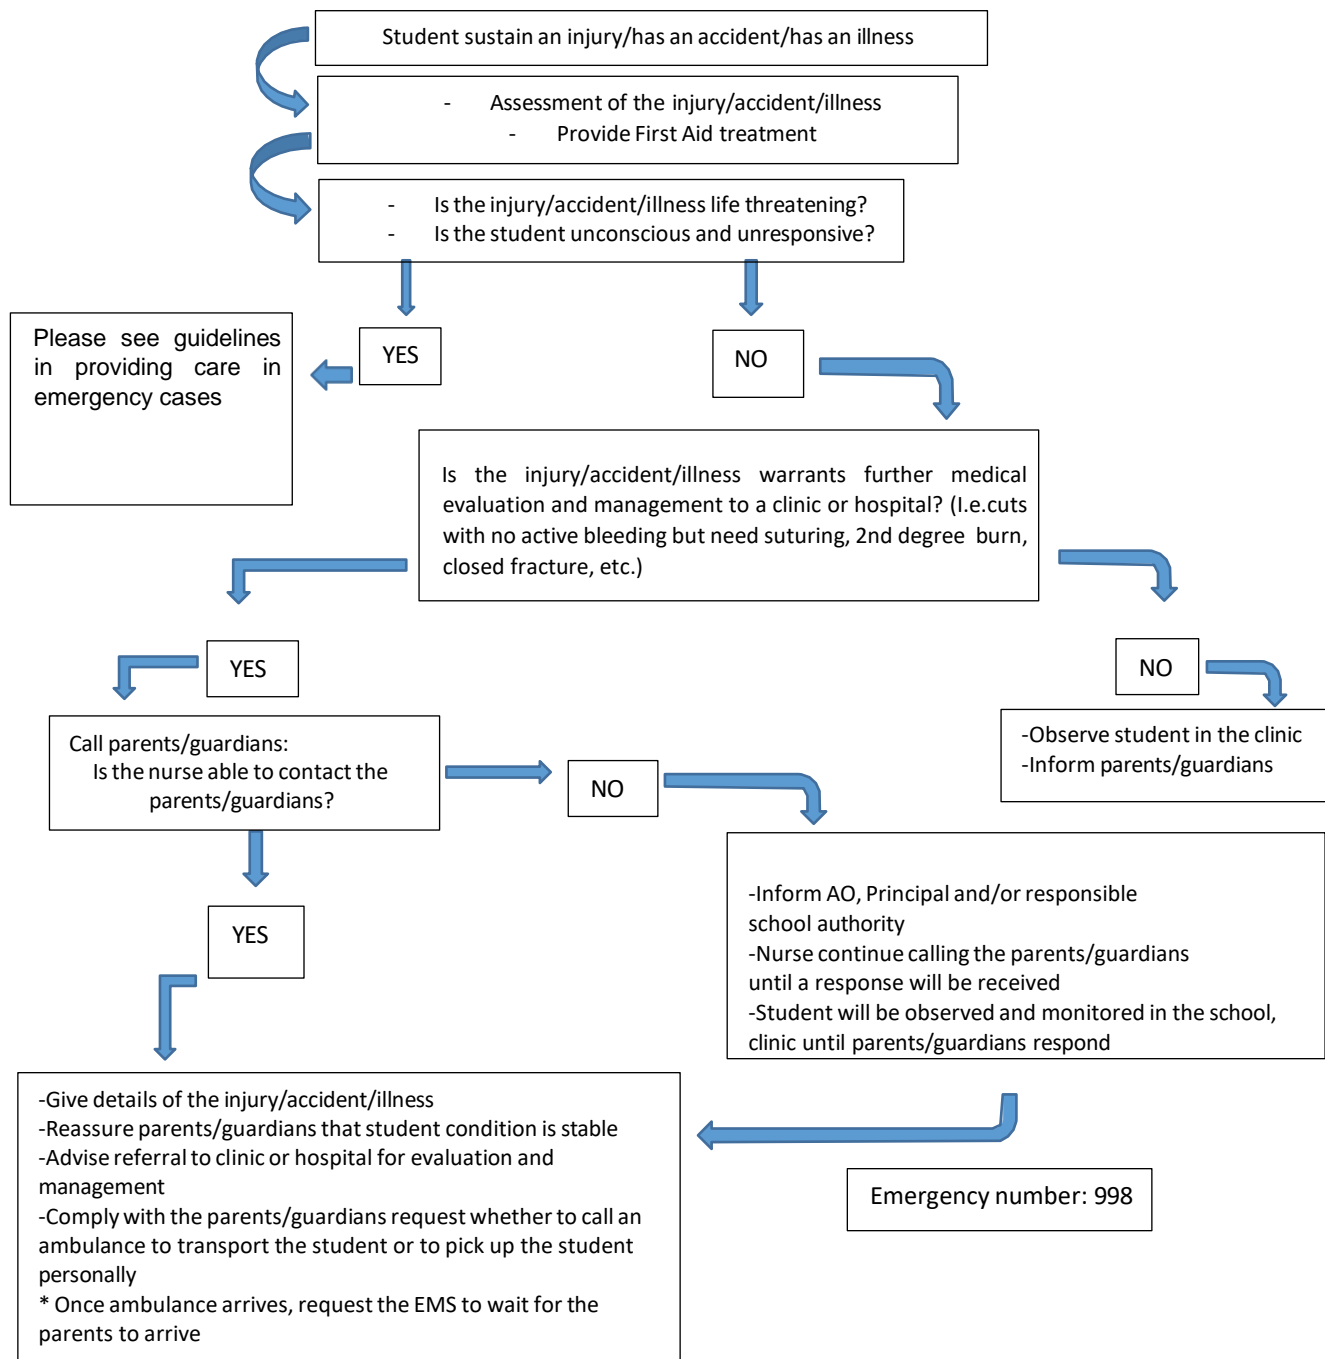 Student sustain an injury/has an accident/has an illness
- Assessment of the injury/accident/illness
- Provide First Aid treatment
- Is the injury/accident/illness life threatening?
- Is the student unconscious and unresponsive?
Please see guidelines
in providing care in
emergency cases
YES
NO
Is the injury/accident/illness warrants further medical
evaluation and management to a clinic or hospital? (I.e.cuts
with no active bleeding but need suturing, 2nd degree burn,
closed fracture, etc.)
YES
NO
Call parents/guardians:
Is the nurse able to contact the
parents/guardians?
NO
-Observe student in the clinic
-Inform parents/guardians
YES
-Inform AO, Principal and/or responsible
school authority
-Nurse continue calling the parents/guardians
until a response will be received
-Student will be observed and monitored in the school,
clinic until parents/guardians respond
-Give details of the injury/accident/illness
-Reassure parents/guardians that student condition is stable
-Advise referral to clinic or hospital for evaluation and
management
-Comply with the parents/guardians request whether to call an
ambulance to transport the student or to pick up the student
personally
* Once ambulance arrives, request the EMS to wait for the
parents to arrive
Emergency number: 998